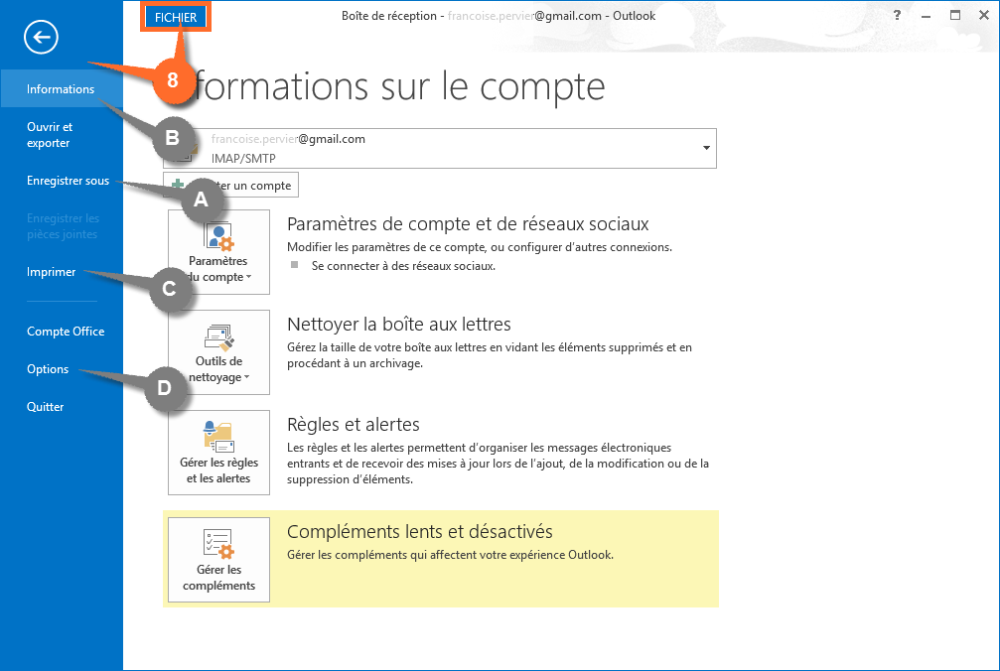 FICHIER
Boîte de réception - francoise.pervier@gmail.com - Outlook
?
8
formations sur le compte
Informations
B
francoise.pervier@gmail.com
IMAP/SMTP
Ouvrir et
exporter
Enregistrer sous
A
ter un compte
Enregistrer les
pièces jointes
Imprimer
C
Compte Office
Options
D
Quitter
Paramètres
du compte
Paramètres de compte et de réseaux sociaux
Modifier les paramètres de ce compte, ou configurer d'autres connexions.
Se connecter à des réseaux sociaux.
Outils de
nettoyage
Nettoyer la boîte aux lettres
Gérez la taille de votre boîte aux lettres en vidant les éléments supprimés et en
procédant à un archivage.
Gérer les règles
et les alertes
Règles et alertes
Les règles et les alertes permettent d'organiser les messages électroniques
entrants et de recevoir des mises à jour lors de l'ajout, de la modification ou de la
suppression d'éléments.
Gérer les
compléments
Compléments lents et désactivés
Gérer les compléments qui affectent votre expérience Outlook.